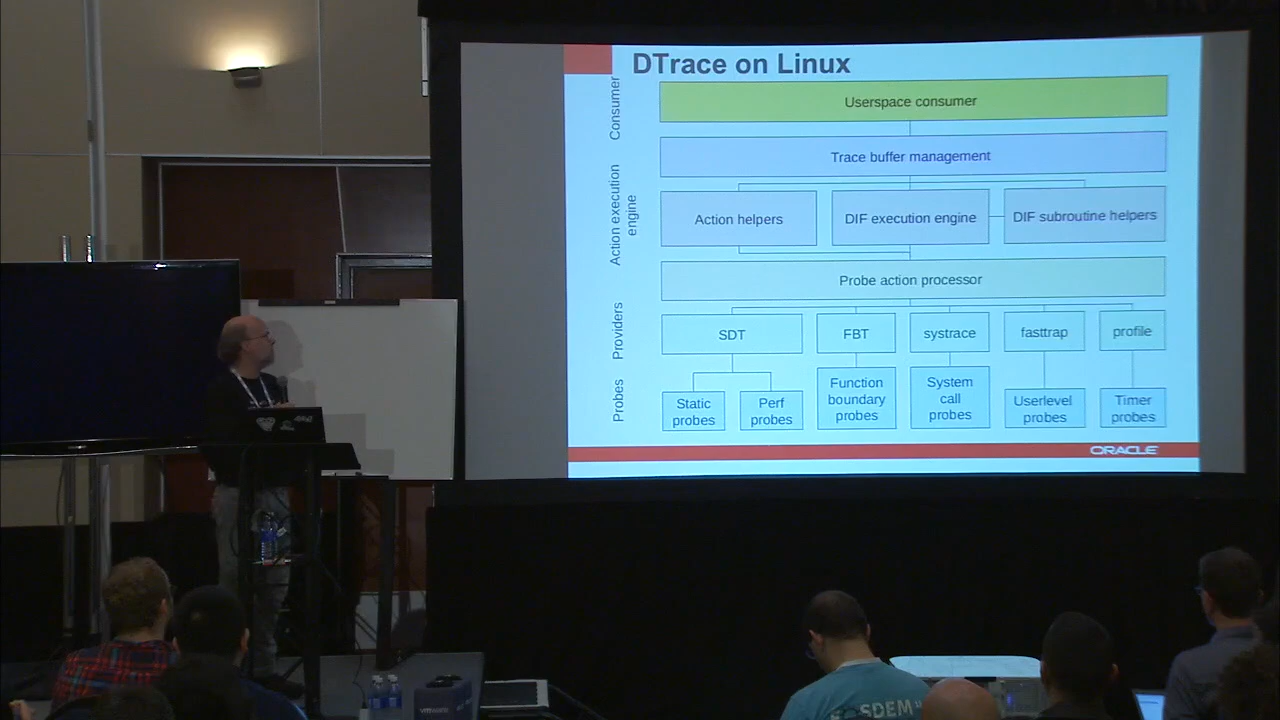 DTrace on Linux
Consumer
Userspace consumer
Trace buffer management
Action execution
engine
Action helpers
DIF execution engine
DIF subroutine helpers
Probe action processor
Providers
SDT
FBT
systrace
fasttrap
profile
Probes
Static
probes
Perf
probes
Function
boundary
probes
System
call
probes
Userlevel
probes
Timer
probes
ORACLE
vmware